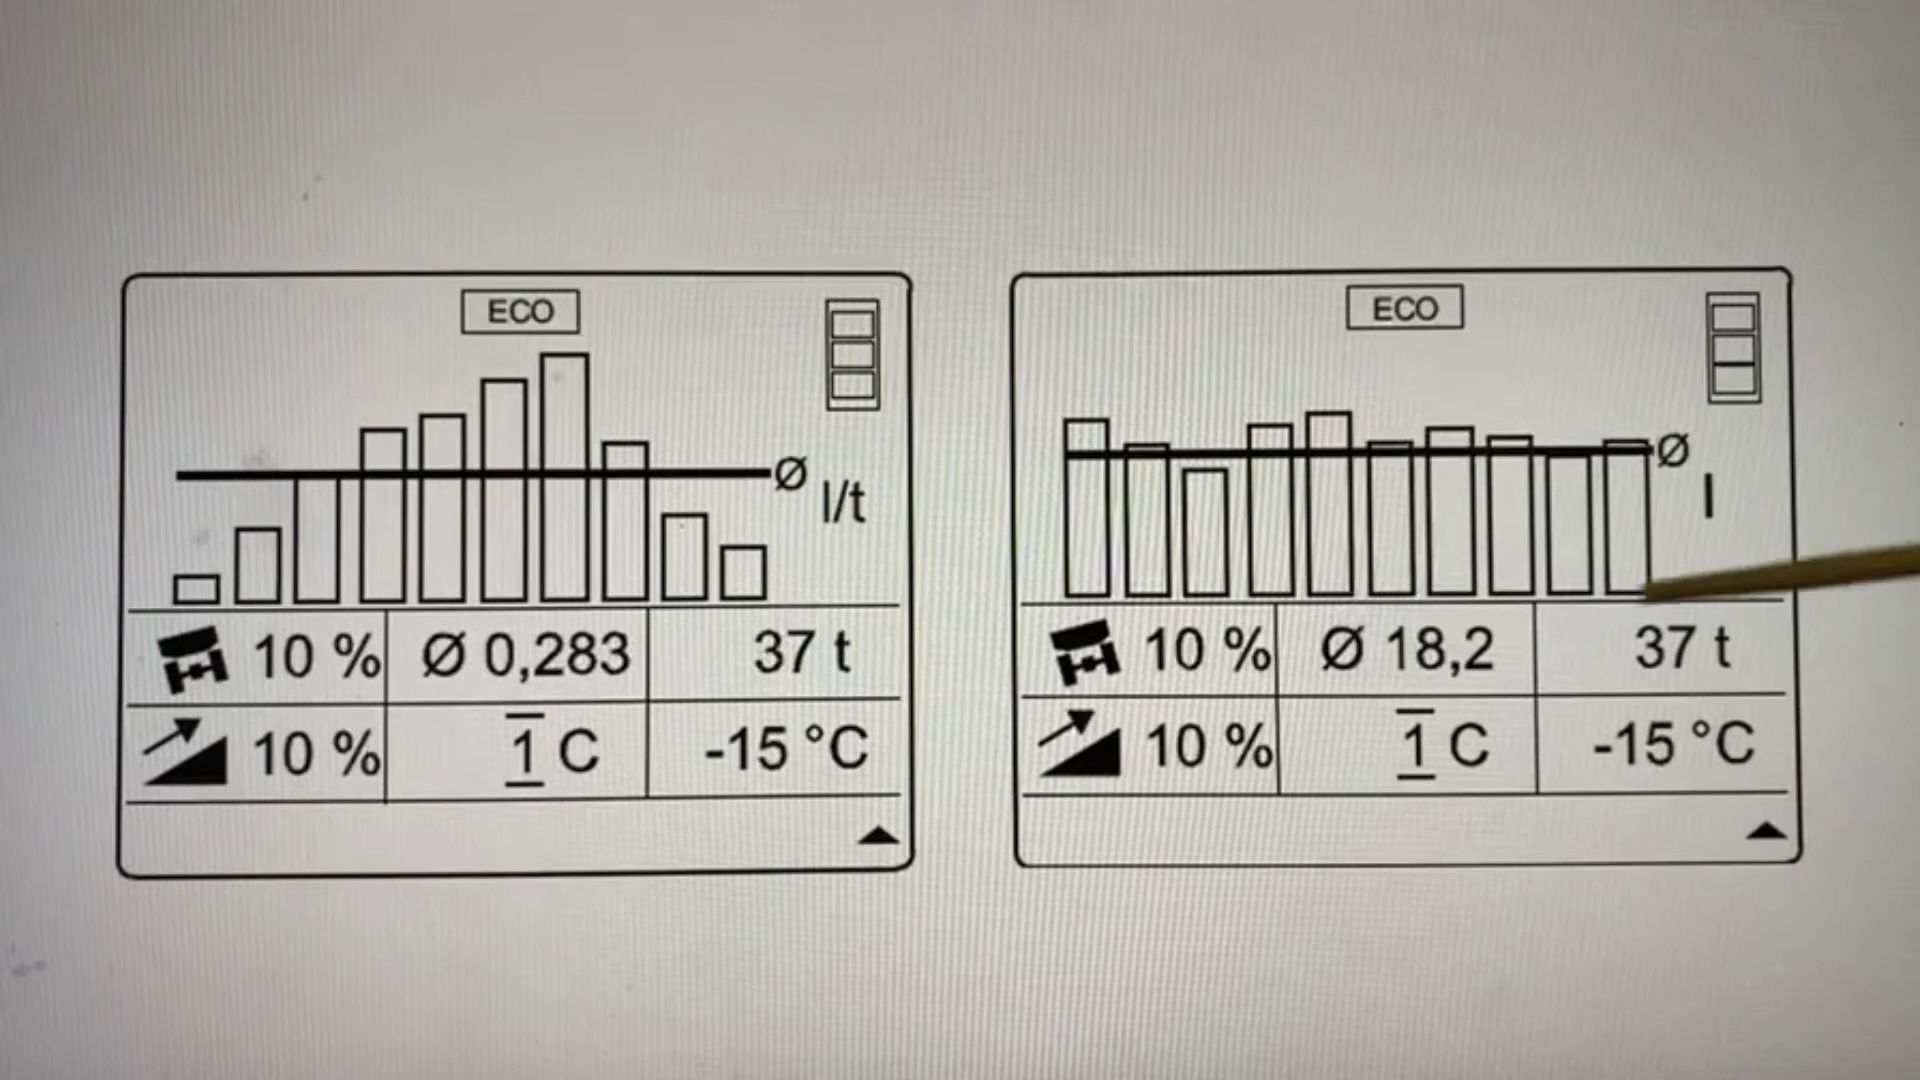 ECO
Ø
l/t
10 % Ø 0,283 37 t
10 % 1 C -15 °C
ECO
Ø
l
10 % Ø 18,2 37 t
10 % 1 C -15 °C